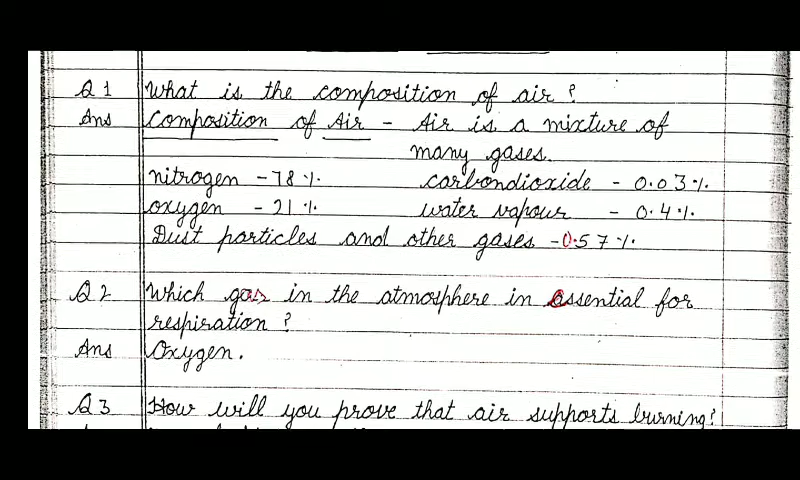 Q1 What is the composition of air?
Ans Composition of Air - Air is a mixture of
many gases.
nitrogen - 78% carbondioxide - 0.03%
oxygen - 21% water vapour - 0.4%
Dust particles and other gases - 0.57%.
Q2 Which gas in the atmosphere in essential for
respiration?
Ans Oxygen.
Q3 How will you prove that air supports burning?